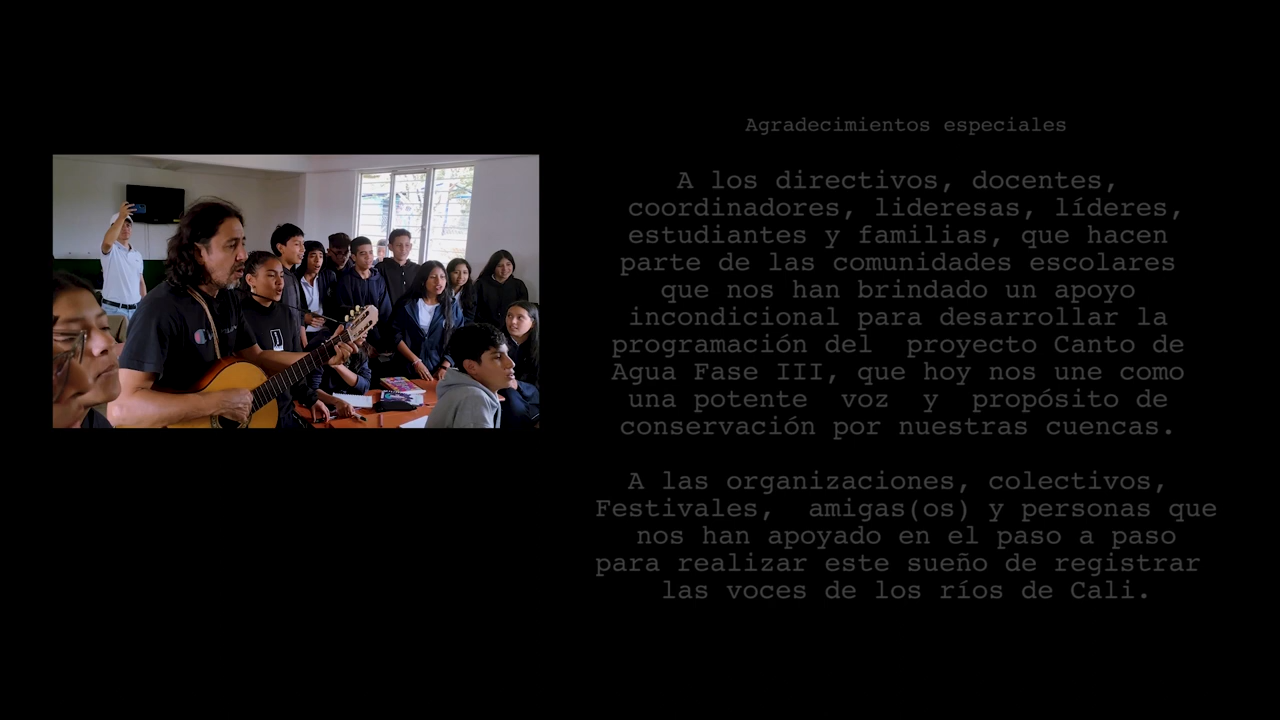 Agradecimientos especiales
A los directivos, docentes,
coordinadores, lideresas, líderes,
estudiantes y familias, que hacen
parte de las comunidades escolares
que nos han brindado un apoyo
incondicional para desarrollar la
programación del  proyecto Canto de
Agua Fase III, que hoy nos une como
una potente  voz  y  propósito de
conservación por nuestras cuencas.
A las organizaciones, colectivos,
Festivales,  amigas(os) y personas que
nos han apoyado en el paso a paso
para realizar este sueño de registrar
las voces de los ríos de Cali.